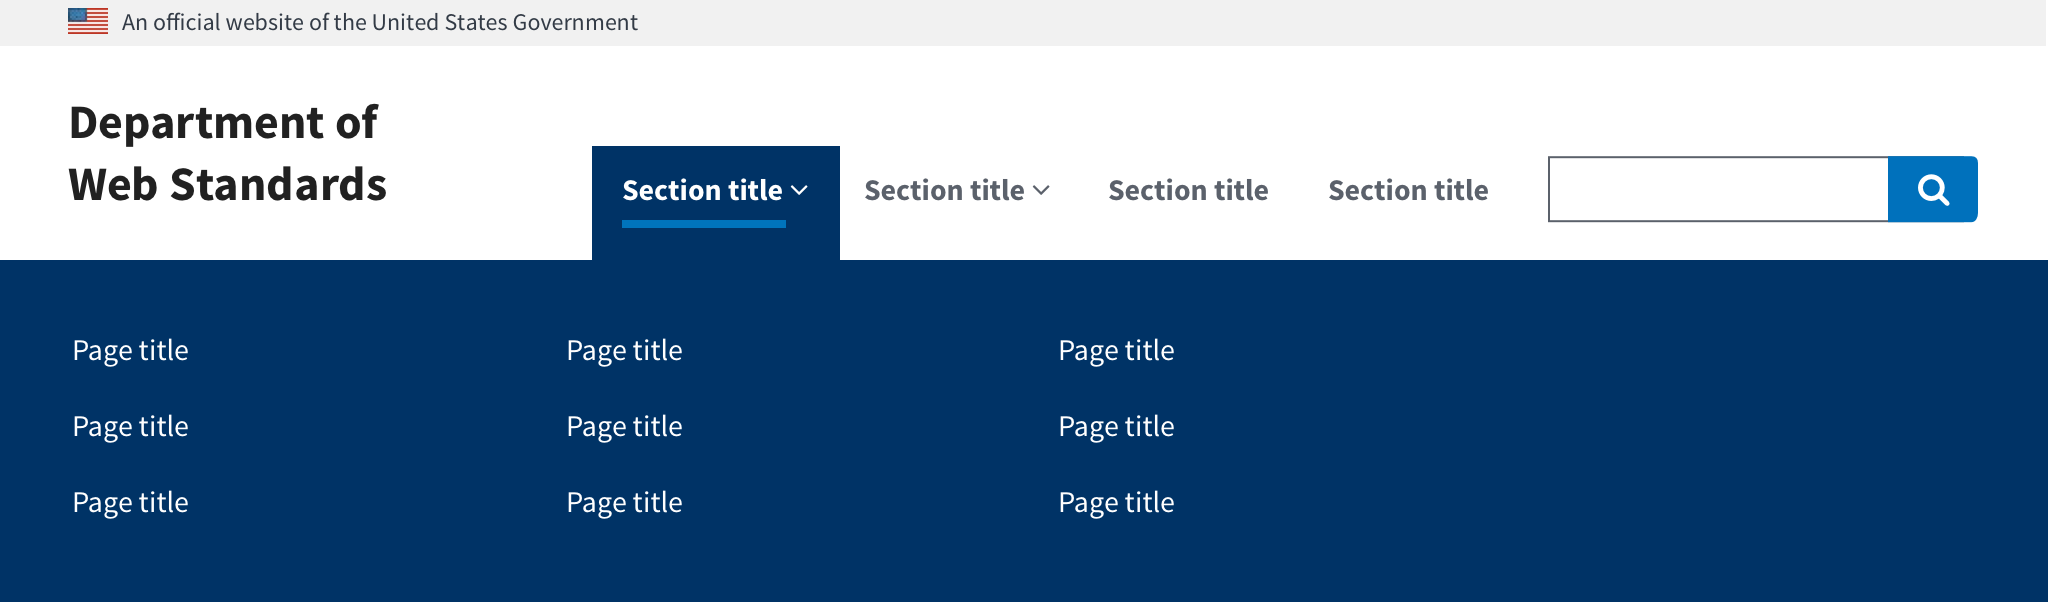 An official website of the United States Government
Department of
Web Standards
Section title Section title Section title Section title
Page title Page title Page title
Page title Page title Page title
Page title Page title Page title